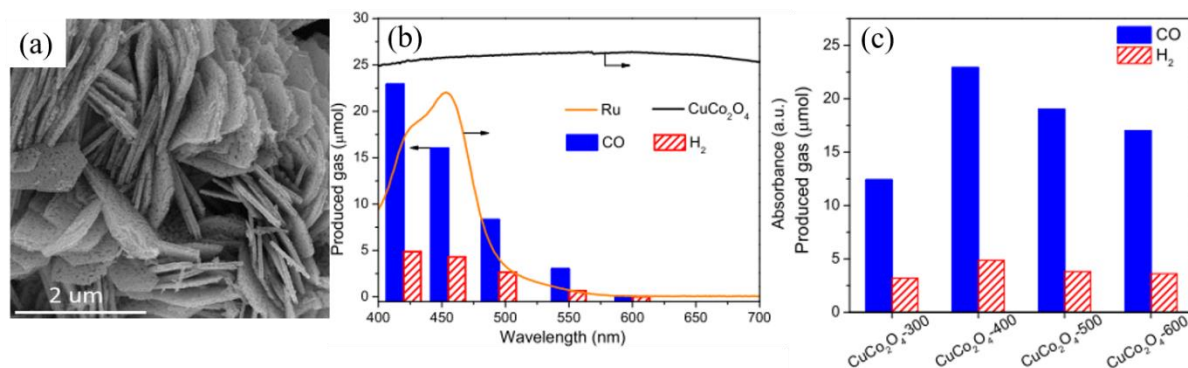 (a)
2 um
(b)
Produced gas (μmol)
30
25
20
15
10
5
0
Ru
CuCo₂O₄
CO
H₂
400
450
500
550
600
650
700
Wavelength (nm)
Absorbance (a.u.)
(c)
Produced gas (μmol)
25
20
15
10
5
0
CO
H₂
CuCo₂O₄-300
CuCo₂O₄-400
CuCo₂O₄-500
CuCo₂O₄-600